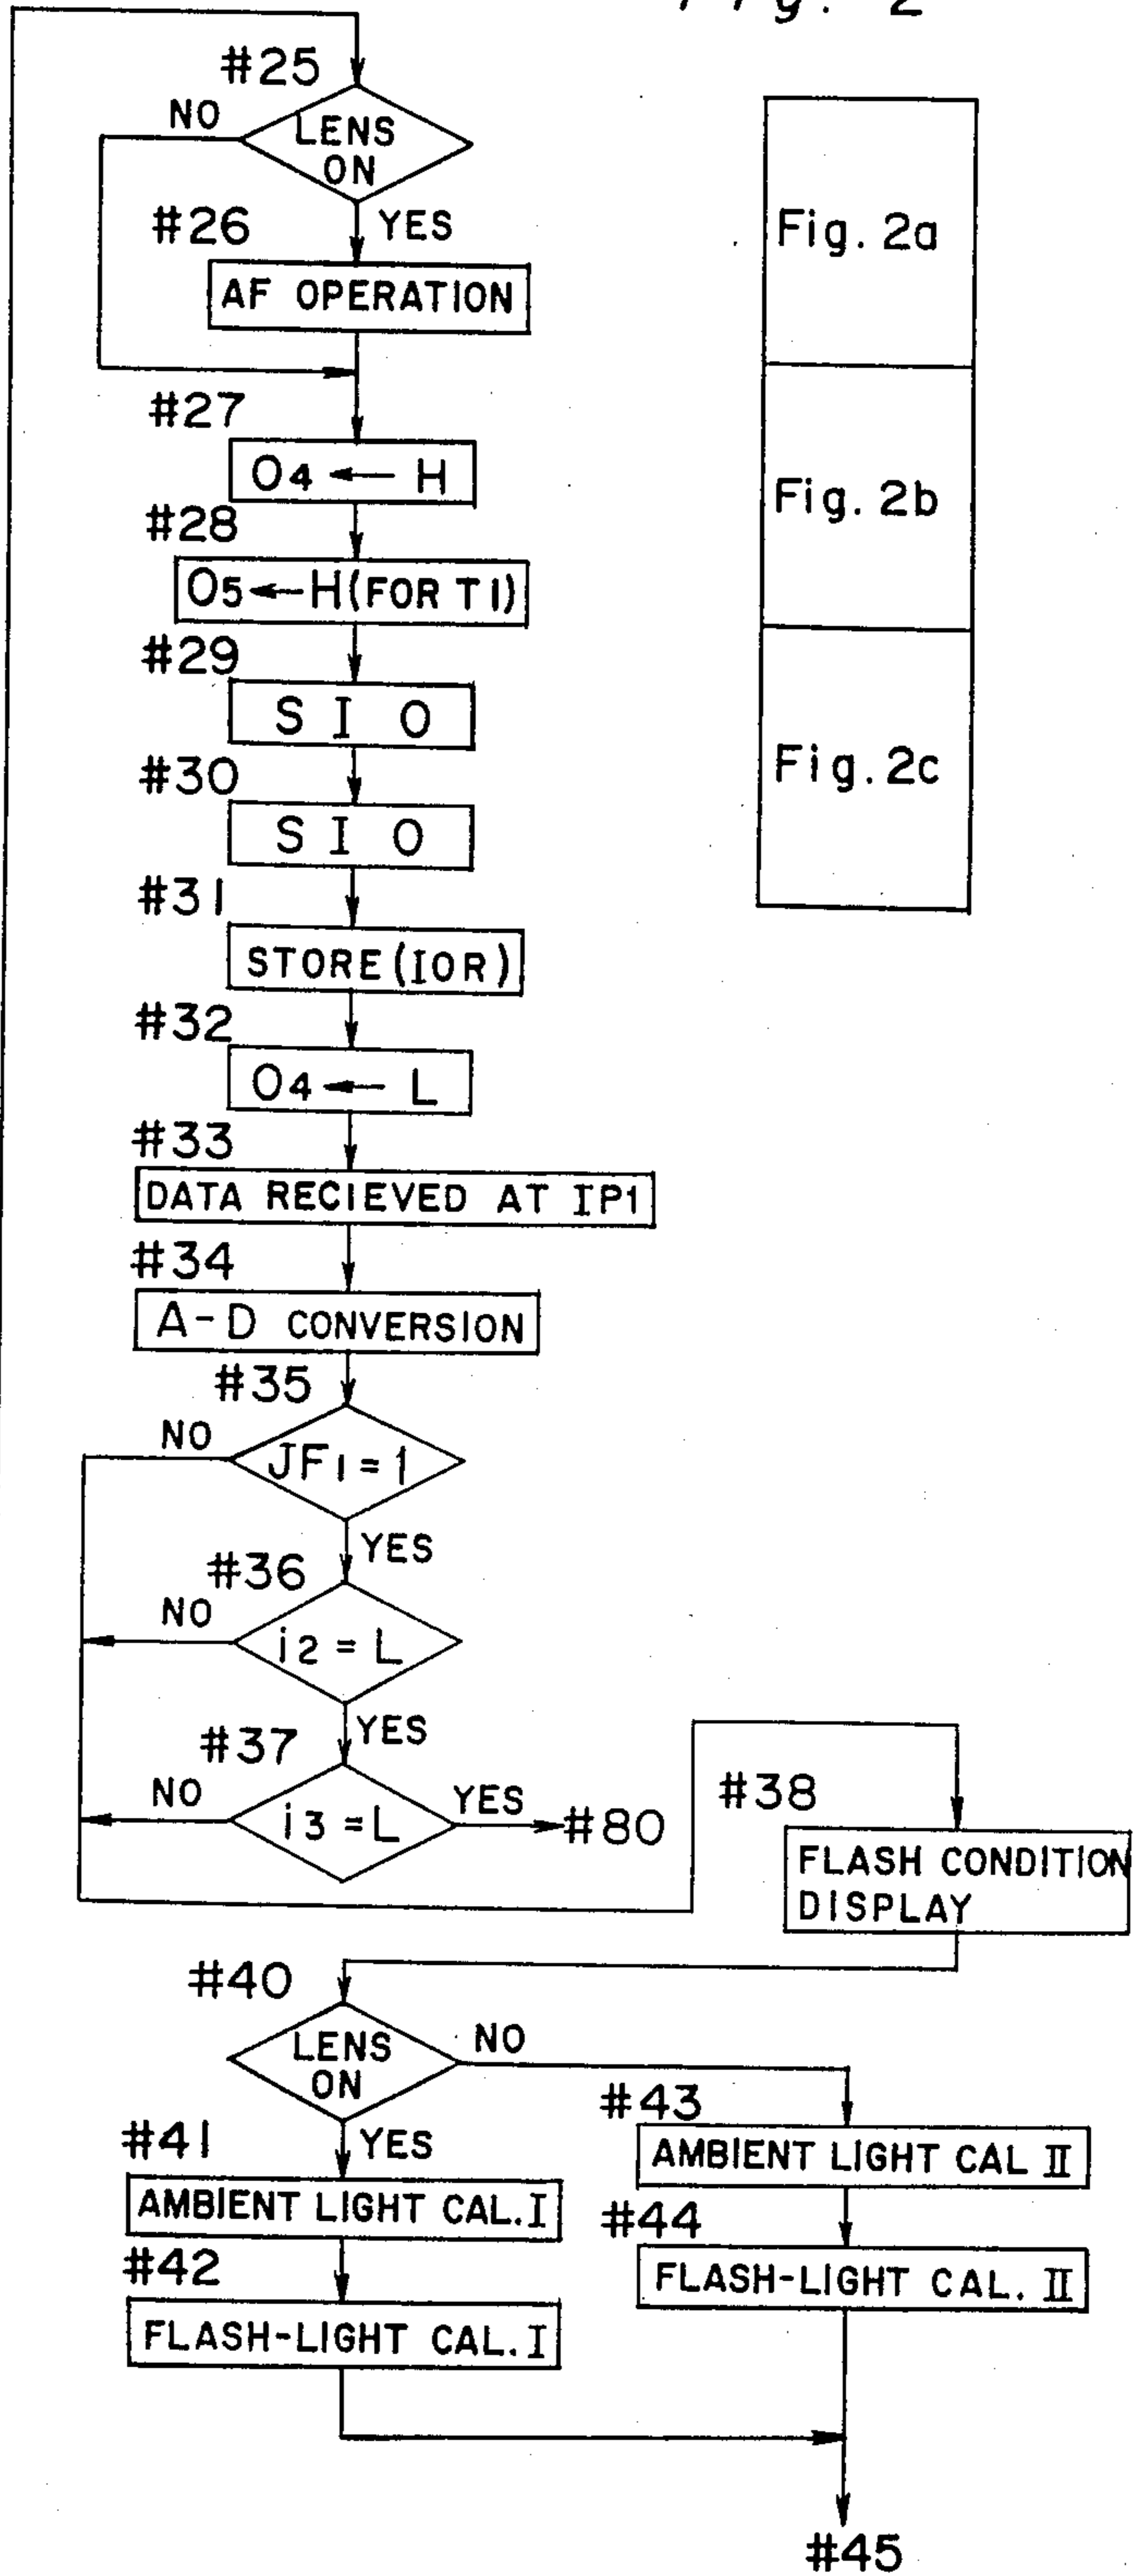 Fig. 2
#25
NO
LENS
ON
YES
#26
AF OPERATION
#27
O4 ← H
#28
O5 ← H (FOR T1)
#29
S I O
#30
S I O
#31
STORE (IOR)
#32
O4 ← L
#33
DATA RECIEVED AT IP1
#34
A-D CONVERSION
#35
NO
JF1 = 1
YES
#36
NO
i2 = L
YES
#37
NO
i3 = L
YES
#80
#38
FLASH CONDITION
DISPLAY
#40
LENS
ON
NO
YES
#41
AMBIENT LIGHT CAL. I
#42
FLASH-LIGHT CAL. I
#43
AMBIENT LIGHT CAL II
#44
FLASH-LIGHT CAL. II
#45
Fig. 2a
Fig. 2b
Fig. 2c